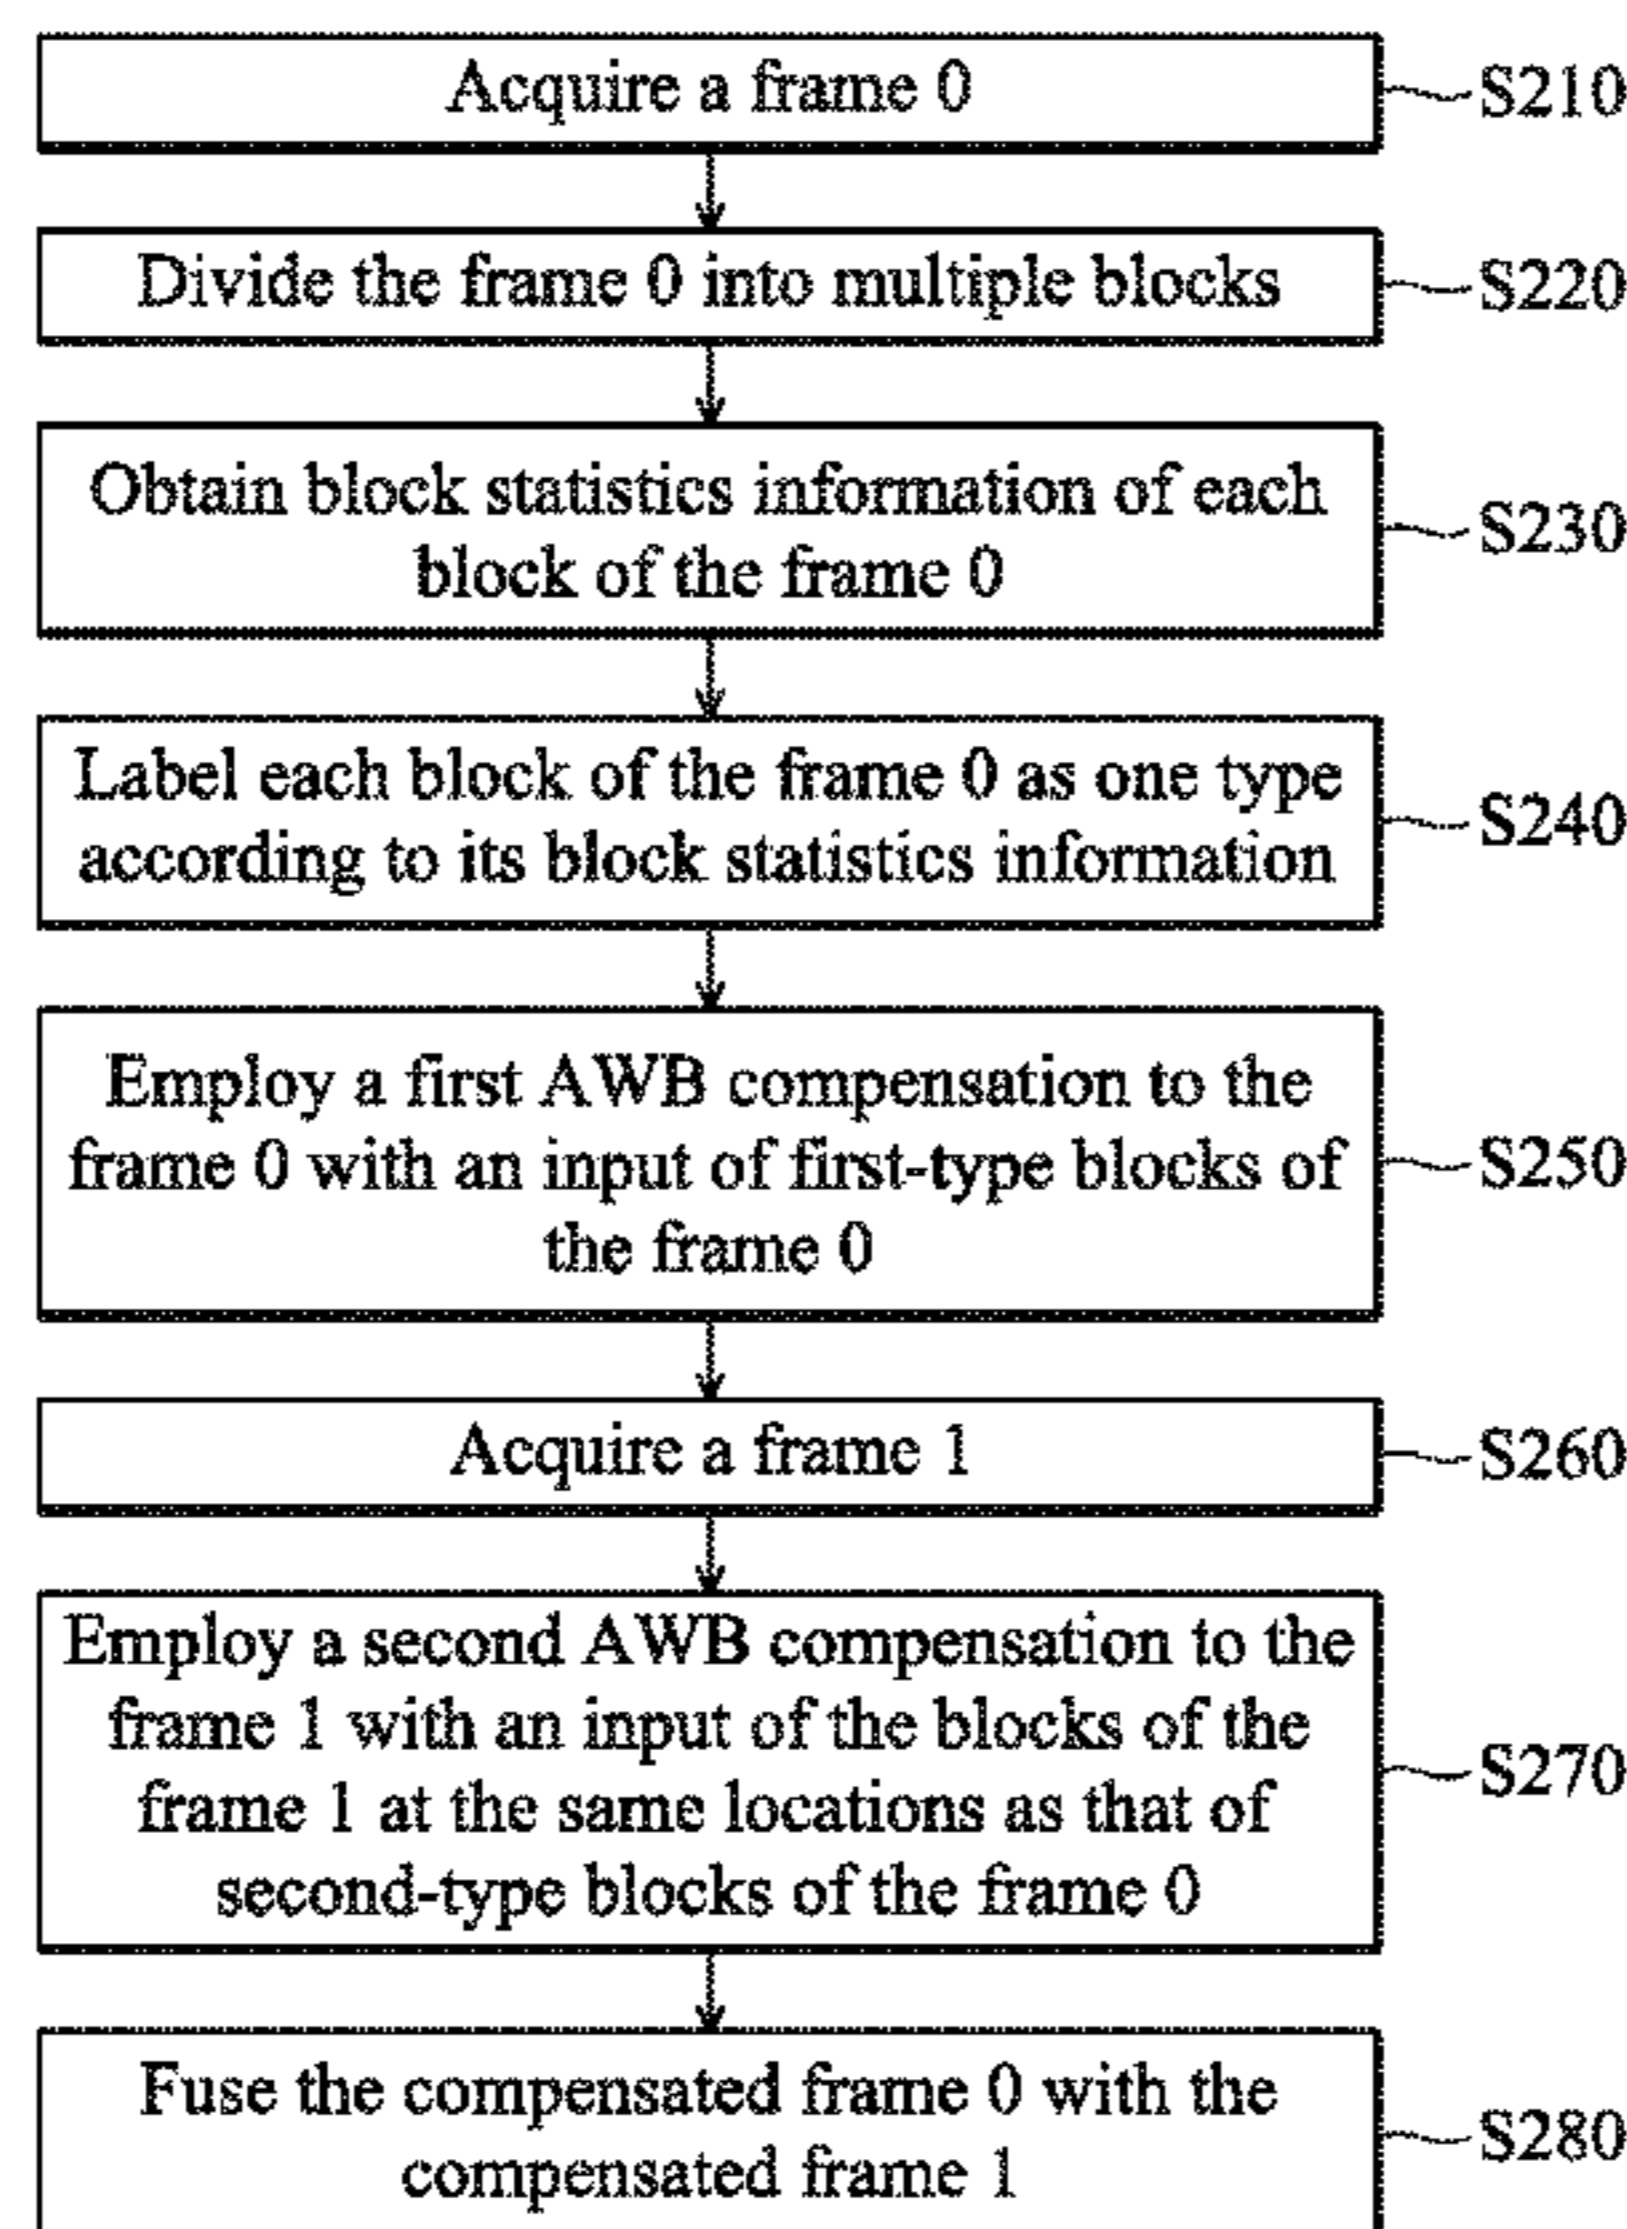 Acquire a frame 0
S210
Divide the frame 0 into multiple blocks
S220
Obtain block statistics information of each
block of the frame 0
S230
Label each block of the frame 0 as one type
according to its block statistics information
S240
Employ a first AWB compensation to the
frame 0 with an input of first-type blocks of
the frame 0
S250
Acquire a frame 1
S260
Employ a second AWB compensation to the
frame 1 with an input of the blocks of the
frame 1 at the same locations as that of
second-type blocks of the frame 0
S270
Fuse the compensated frame 0 with the
compensated frame 1
S280